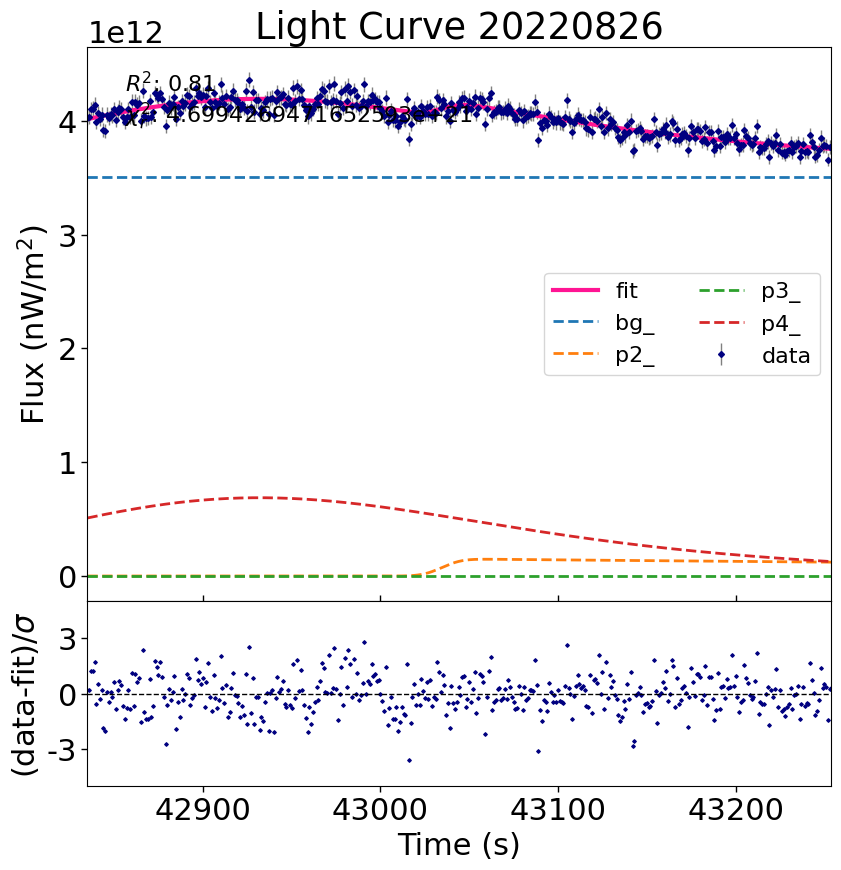 Light Curve 20220826
1e12
R²: 0.81
4
3
2
1
0
Flux (nW/m²)
fit
bg_
p2_
p3_
p4_
data
3
0
-3
(data-fit)/σ
42900
43000
43100
43200
Time (s)